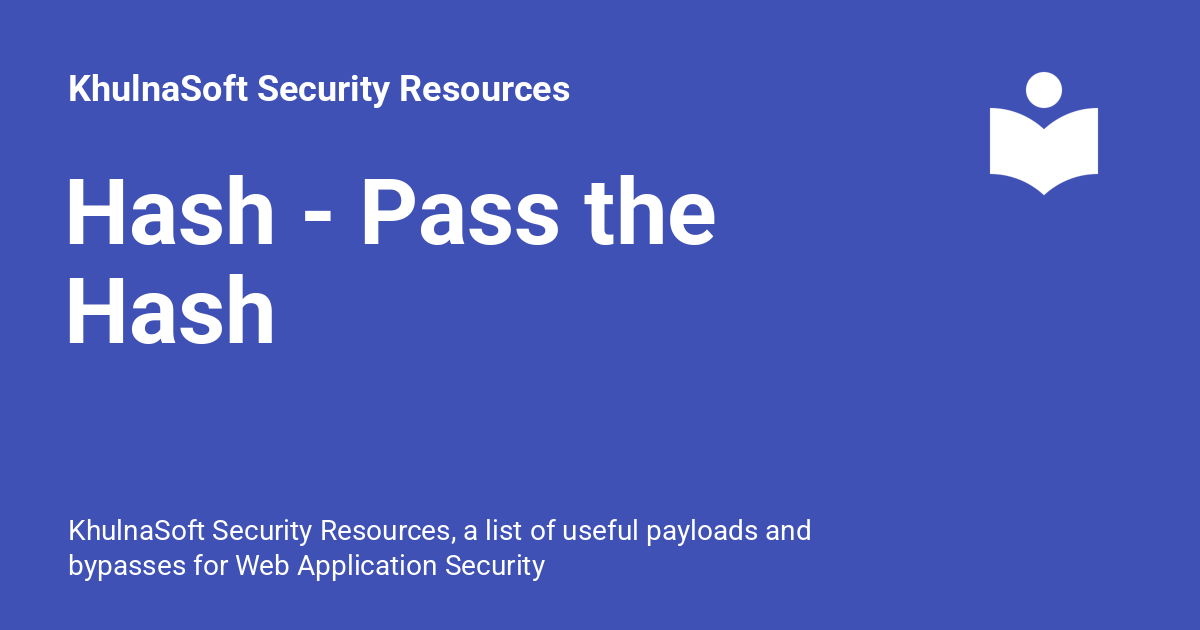 KhulnaSoft Security Resources
Hash - Pass the
Hash
KhulnaSoft Security Resources, a list of useful payloads and
bypasses for Web Application Security